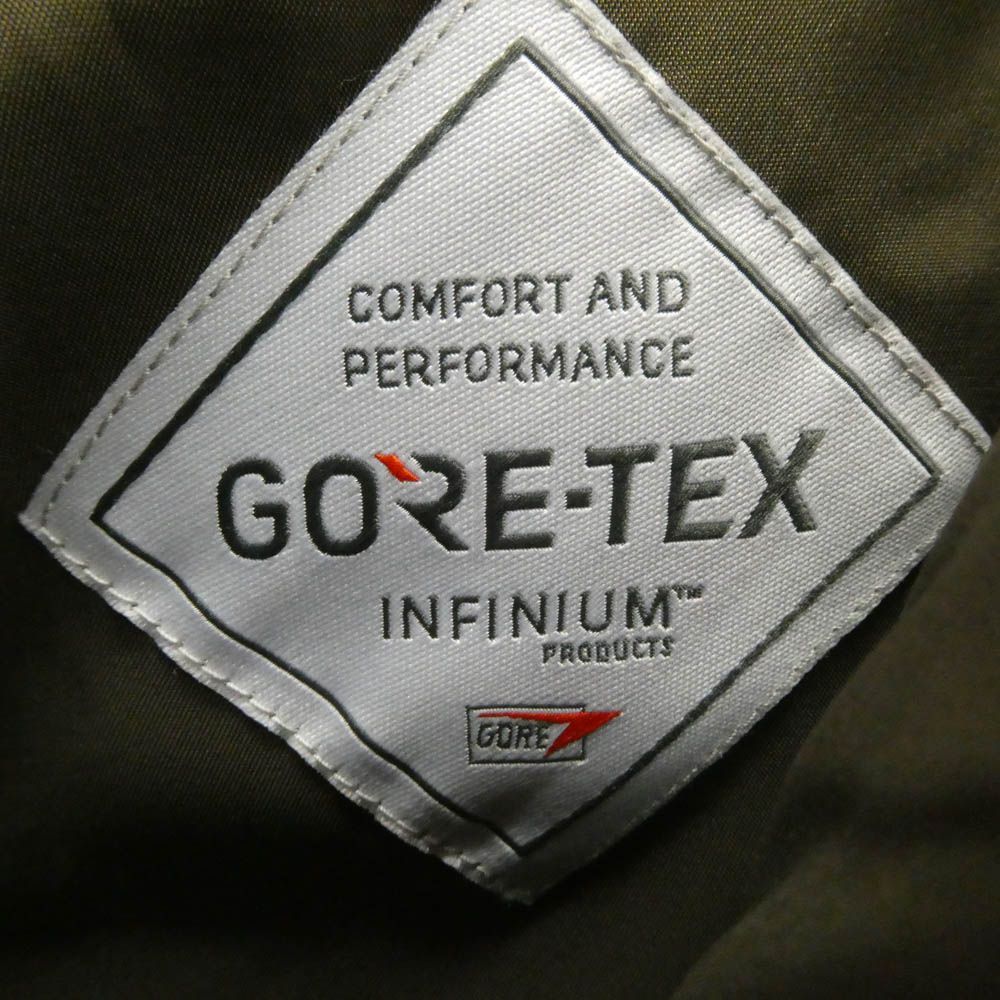 COMFORT AND
PERFORMANCE
GORE-TEX
INFINIUM™
PRODUCTS
GORE